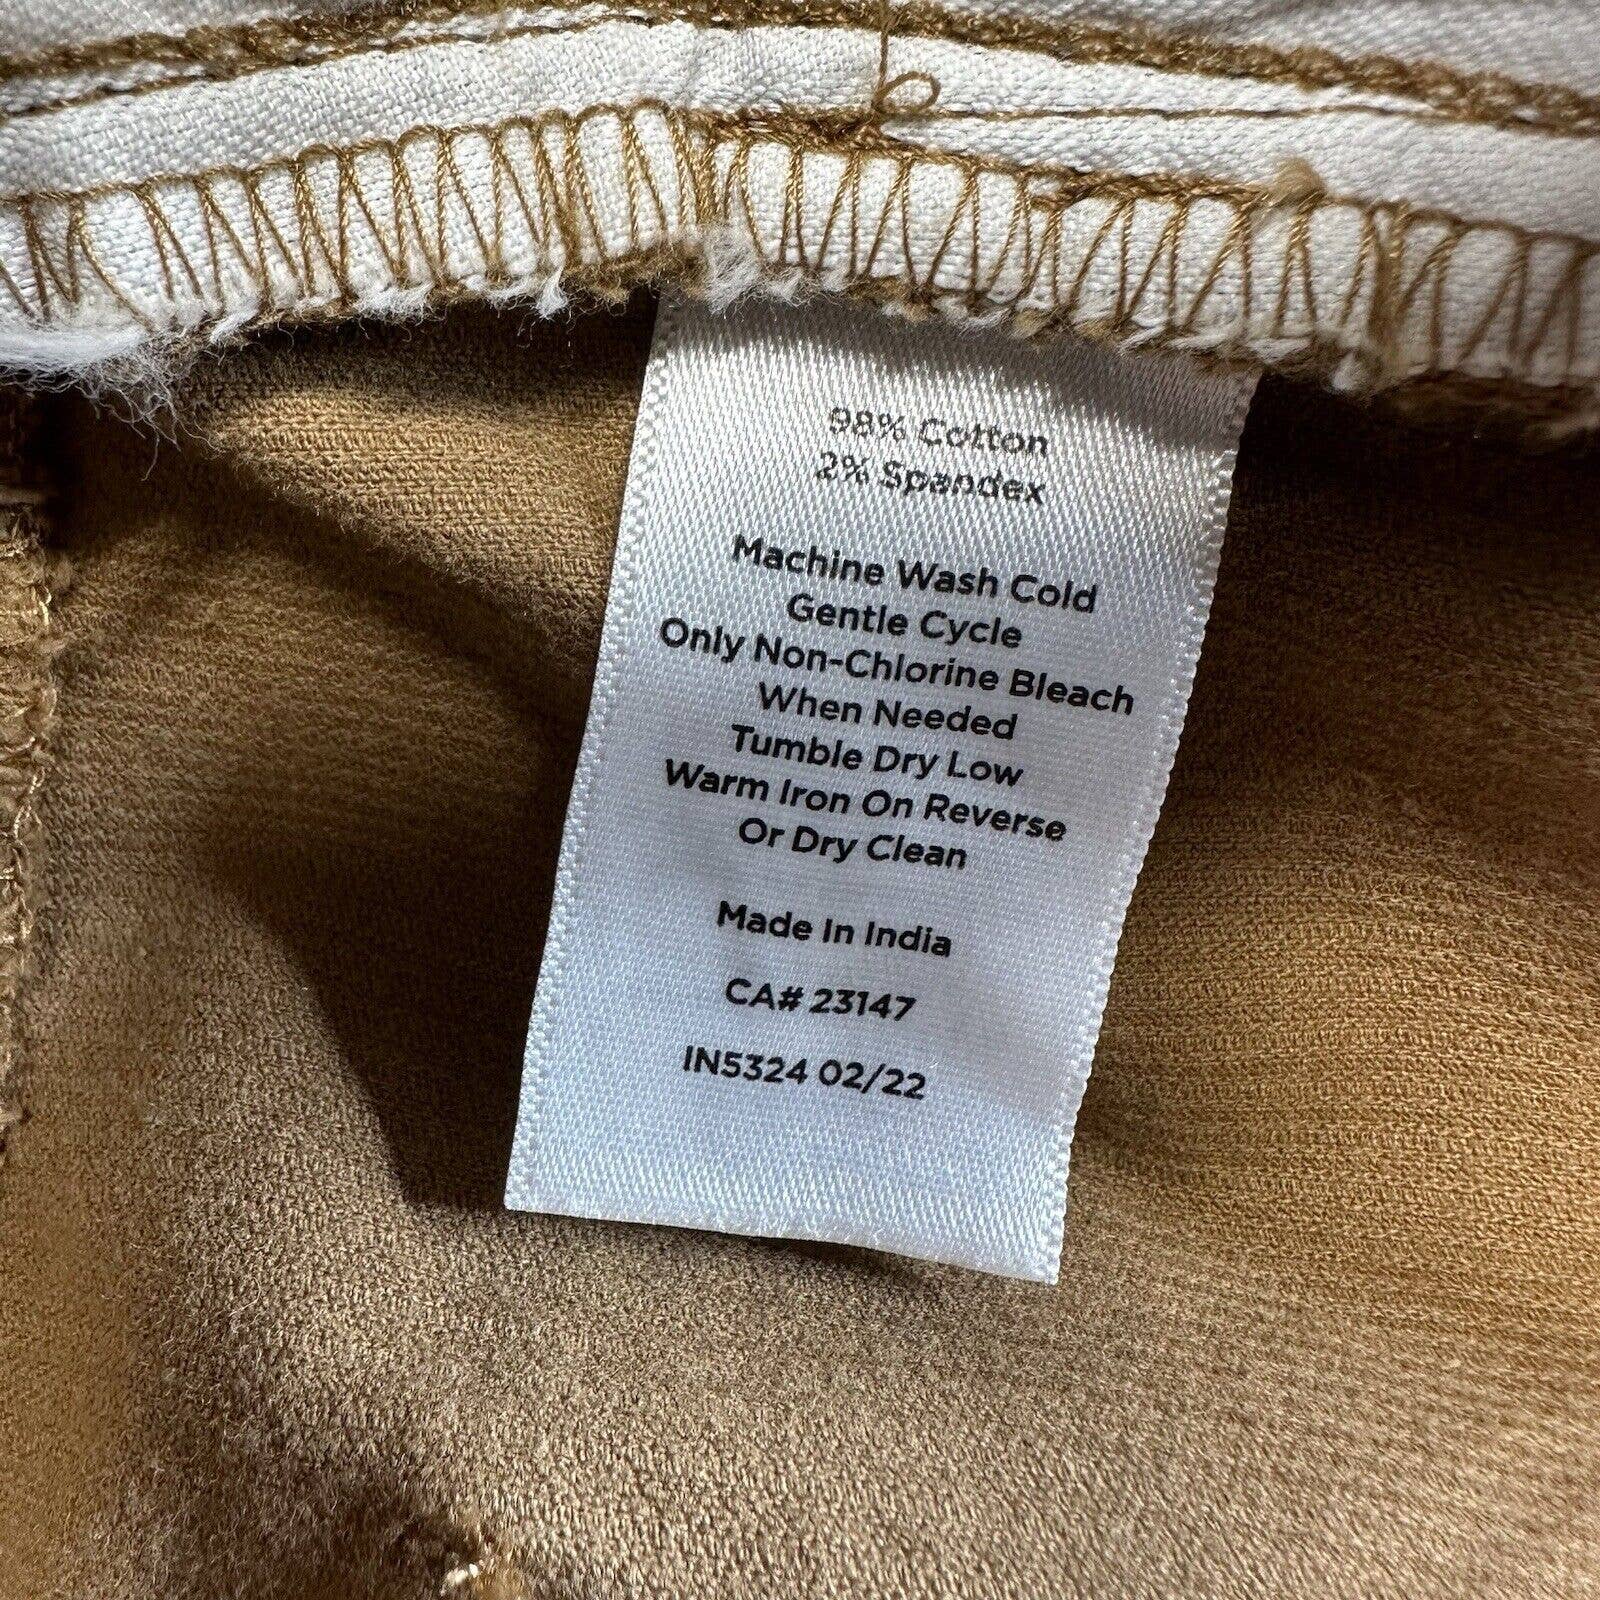 98% Cotton
2% Spandex
Machine Wash Cold
Gentle Cycle
Only Non-Chlorine Bleach
When Needed
Tumble Dry Low
Warm Iron On Reverse
Or Dry Clean
Made In India
CA# 23147
IN5324 02/22